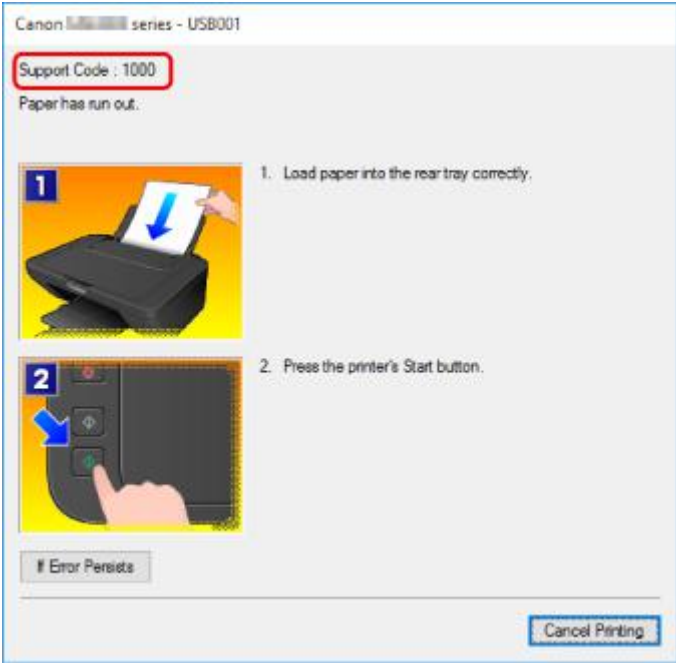 Canon series - USB001
Support Code : 1000
Paper has run out.
1
1. Load paper into the rear tray correctly.
2
2. Press the printer's Start button.
If Error Persists
Cancel Printing